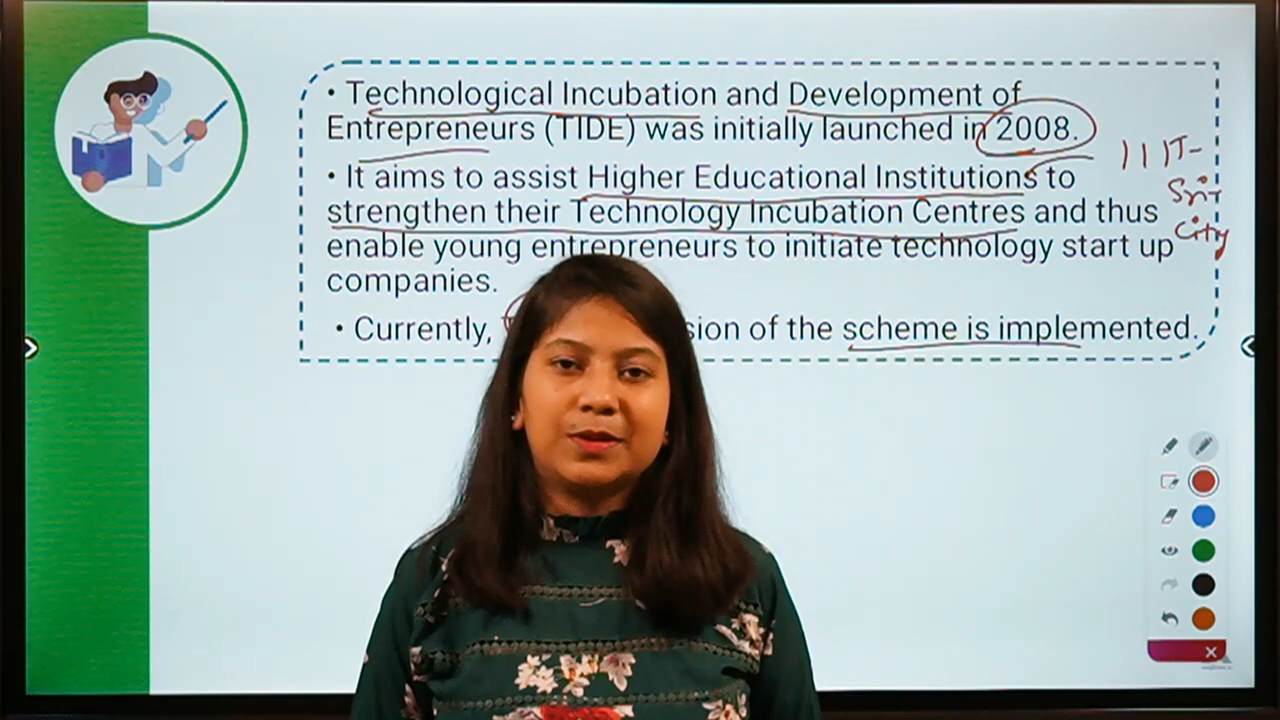 • Technological Incubation and Development of
Entrepreneurs (TIDE) was initially launched in 2008.
• It aims to assist Higher Educational Institutions to
strengthen their Technology Incubation Centres and thus
enable young entrepreneurs to initiate technology start up
companies.
• Currently, sion of the scheme is implemented.
IIIT-
Sri
City